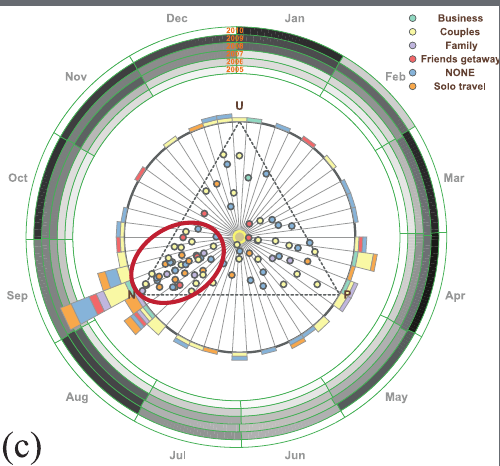 Dec
Jan
Business
Couples
Family
Friends getaway
NONE
Solo travel
2010
2009
2008
2007
2006
2005
Nov
Feb
U
Oct
Mar
Sep
N
P
Apr
Aug
May
(c)
Jul
Jun